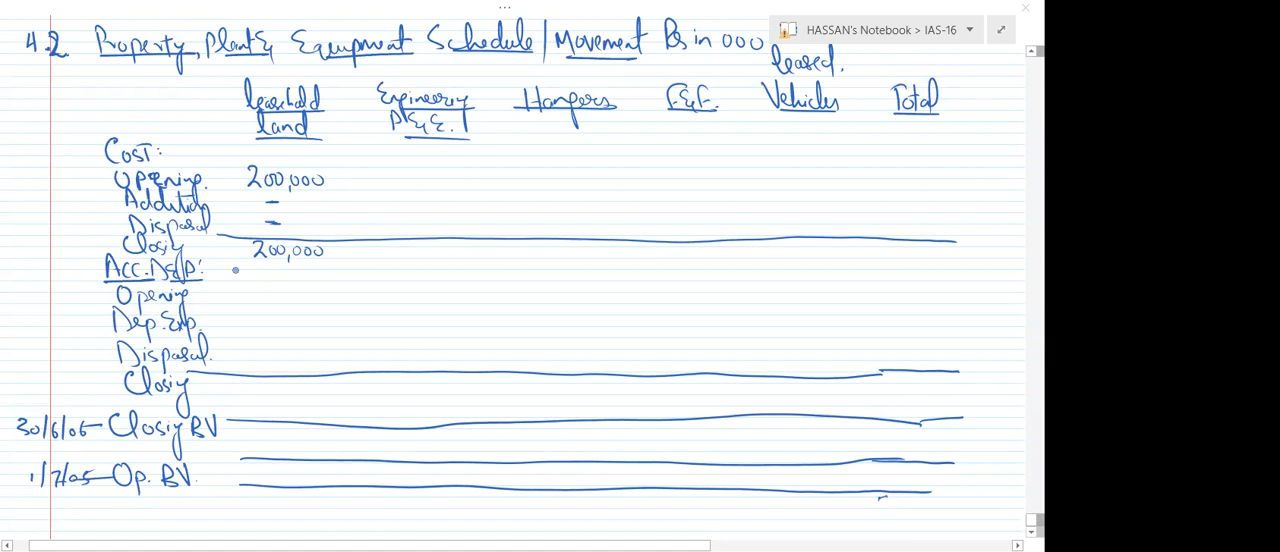 HASSAN's Notebook > IAS-16
4.2 Property, Plant & Equipment Schedule / Movement Rs in 000
Leasehold land Engineering P & E. Hangers F&F. leased. Vehicles Total
Cost:
Opening. 200,000
Addition -
Disposal -
Closing 200,000
Acc. Dep:
Opening
Dep. Exp.
Disposal.
Closing
30/6/06 - Closing BV
1/7/05 - Op. BV.